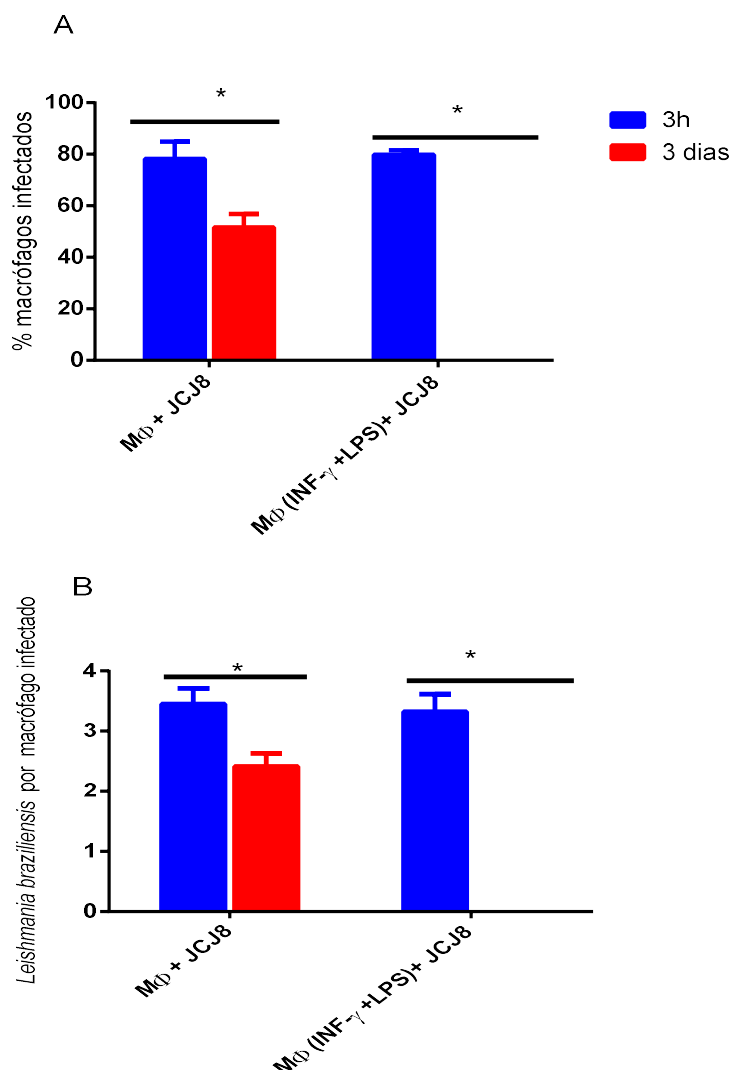 A
% macrófagos infectados
100
80
60
40
20
0
*
*
3h
3 dias
MΦ + JCJ8
MΦ (INF-γ +LPS)+ JCJ8
B
Leishmania braziliensis por macrófago infectado
4
3
2
1
0
*
*
MΦ + JCJ8
MΦ (INF-γ +LPS)+ JCJ8